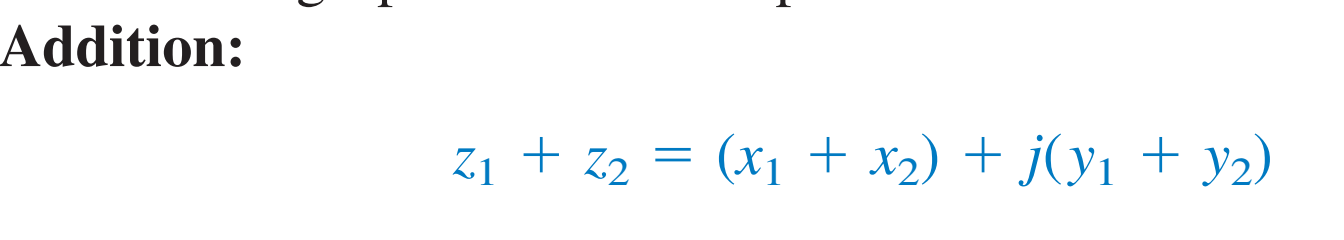 Addition:
z₁ + z₂ = (x₁ + x₂) + j(y₁ + y₂)